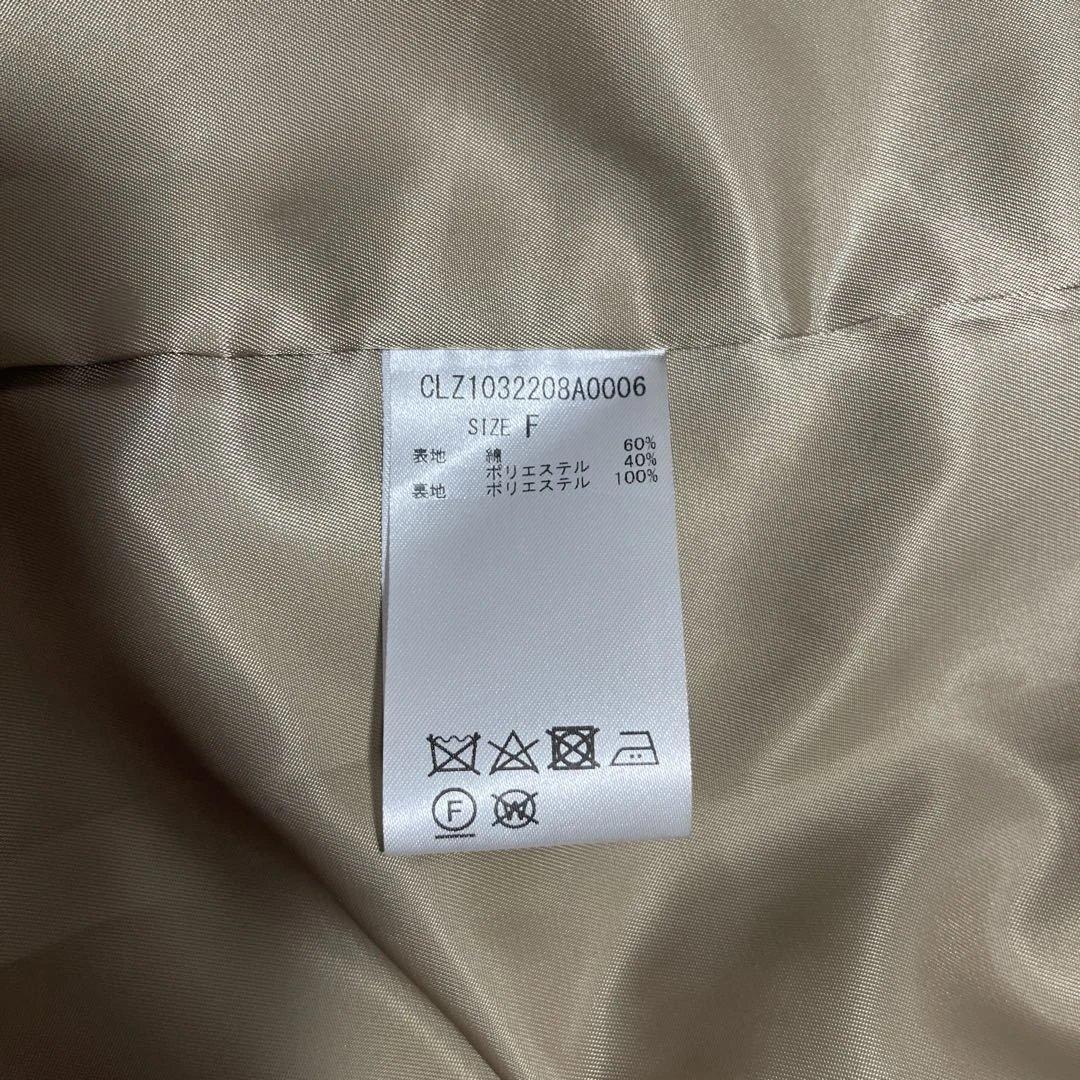 CLZ1032208A0006
SIZE F
表地 綿 60%
ポリエステル 40%
裏地 ポリエステル 100%
F
W